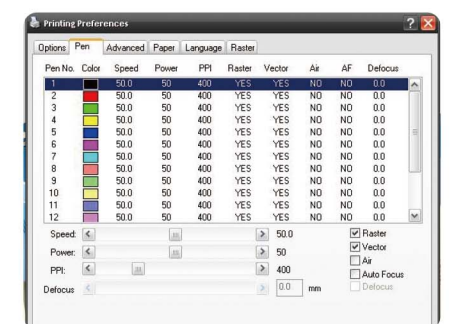 Printing Preferences
Options Pen Advanced Paper Language Raster
Pen No. Color Speed Power PPI Raster Vector Air AF Defocus
1 50.0 50 400 YES YES NO NO 0.0
2 50.0 50 400 YES YES NO NO 0.0
3 50.0 50 400 YES YES NO NO 0.0
4 50.0 50 400 YES YES NO NO 0.0
5 50.0 50 400 YES YES NO NO 0.0
6 50.0 50 400 YES YES NO NO 0.0
7 50.0 50 400 YES YES NO NO 0.0
8 50.0 50 400 YES YES NO NO 0.0
9 50.0 50 400 YES YES NO NO 0.0
10 50.0 50 400 YES YES NO NO 0.0
11 50.0 50 400 YES YES NO NO 0.0
12 50.0 50 400 YES YES NO NO 0.0
Speed: 50.0 Raster
Power: 50 Vector
Air
PPI: 400 Auto Focus
Defocus 0.0 mm Defocus